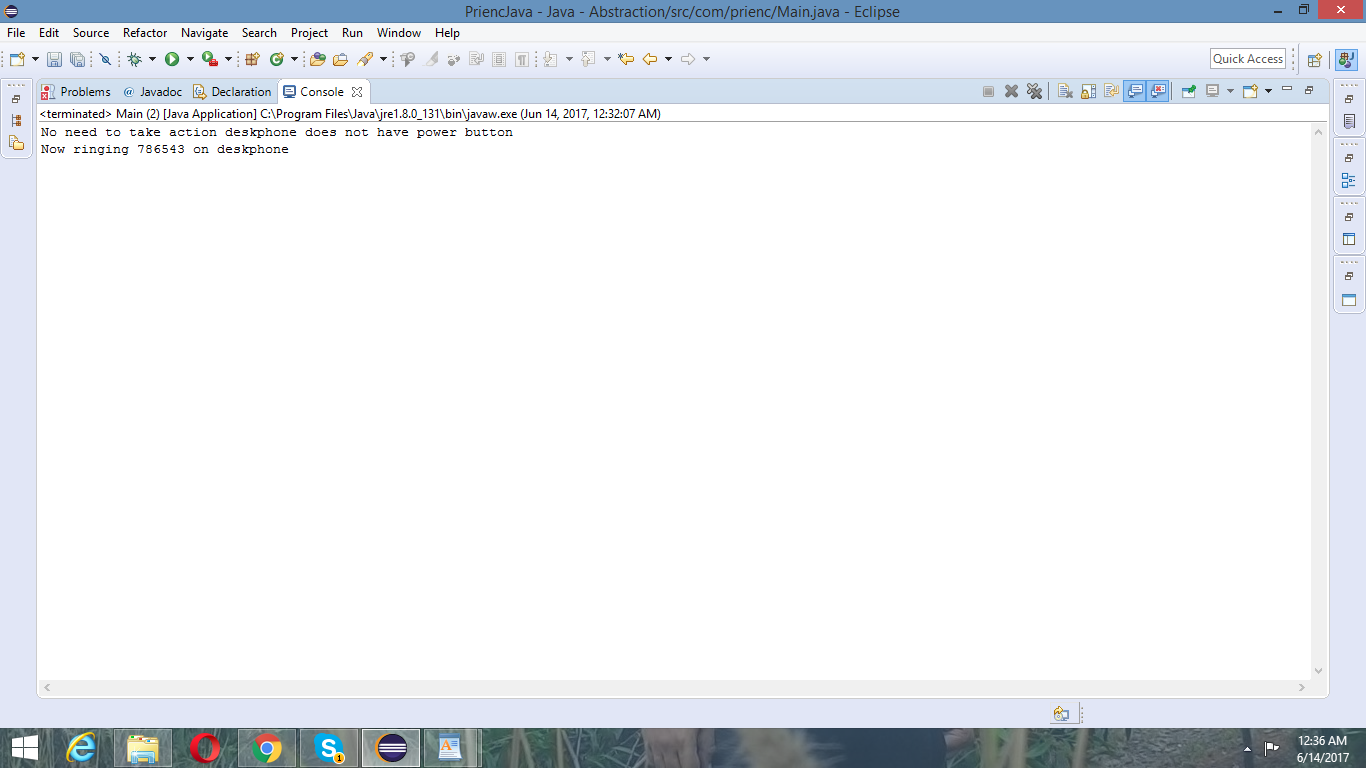 PriencJava - Java - Abstraction/src/com/prienc/Main.java - Eclipse
File Edit Source Refactor Navigate Search Project Run Window Help
Quick Access
Problems @ Javadoc Declaration Console
<terminated> Main (2) [Java Application] C:\Program Files\Java\jre1.8.0_131\bin\javaw.exe (Jun 14, 2017, 12:32:07 AM)
No need to take action deskphone does not have power button
Now ringing 786543 on deskphone
1
12:36 AM
6/14/2017